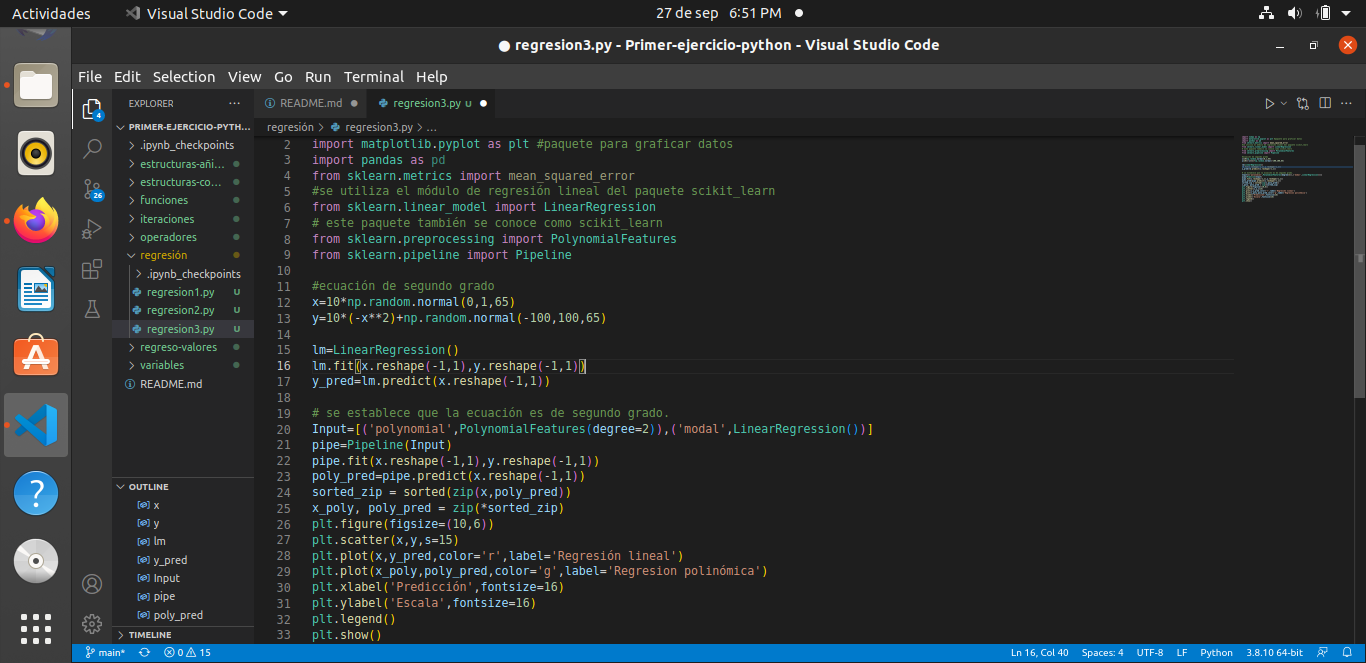 Actividades
Visual Studio Code
27 de sep 6:51 PM
regresion3.py - Primer-ejercicio-python - Visual Studio Code
File Edit Selection View Go Run Terminal Help
EXPLORER
README.md
regresion3.py U
PRIMER-EJERCICIO-PYTH...
regresión > regresion3.py > ...
4
26
.ipynb_checkpoints
estructuras-añi...
estructuras-co...
funciones
iteraciones
operadores
regresión
.ipynb_checkpoints
regresion1.py U
regresion2.py U
regresion3.py U
regreso-valores
variables
README.md
OUTLINE
x
y
lm
y_pred
Input
pipe
poly_pred
TIMELINE
2 import matplotlib.pyplot as plt #paquete para graficar datos
3 import pandas as pd
4 from sklearn.metrics import mean_squared_error
5 #se utiliza el módulo de regresión lineal del paquete scikit_learn
6 from sklearn.linear_model import LinearRegression
7 # este paquete también se conoce como scikit_learn
8 from sklearn.preprocessing import PolynomialFeatures
9 from sklearn.pipeline import Pipeline
10
11 #ecuación de segundo grado
12 x=10*np.random.normal(0,1,65)
13 y=10*(-x**2)+np.random.normal(-100,100,65)
14
15 lm=LinearRegression()
16 lm.fit(x.reshape(-1,1),y.reshape(-1,1))
17 y_pred=lm.predict(x.reshape(-1,1))
18
19 # se establece que la ecuación es de segundo grado.
20 Input=[('polynomial',PolynomialFeatures(degree=2)),('modal',LinearRegression())]
21 pipe=Pipeline(Input)
22 pipe.fit(x.reshape(-1,1),y.reshape(-1,1))
23 poly_pred=pipe.predict(x.reshape(-1,1))
24 sorted_zip = sorted(zip(x,poly_pred))
25 x_poly, poly_pred = zip(*sorted_zip)
26 plt.figure(figsize=(10,6))
27 plt.scatter(x,y,s=15)
28 plt.plot(x,y_pred,color='r',label='Regresión lineal')
29 plt.plot(x_poly,poly_pred,color='g',label='Regresion polinómica')
30 plt.xlabel('Predicción',fontsize=16)
31 plt.ylabel('Escala',fontsize=16)
32 plt.legend()
33 plt.show()
main* 0 15
Ln 16, Col 40 Spaces: 4 UTF-8 LF Python 3.8.10 64-bit